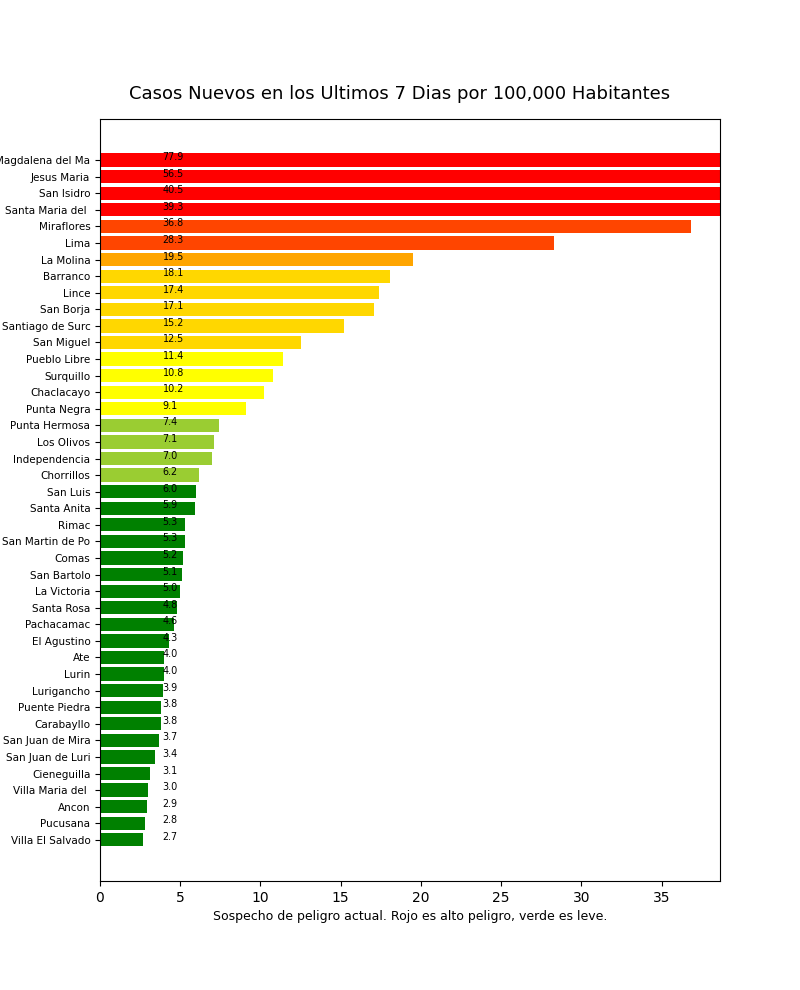 Casos Nuevos en los Ultimos 7 Dias por 100,000 Habitantes
Magdalena del Ma 77.9
Jesus Maria 56.5
San Isidro 40.5
Santa Maria del 39.3
Miraflores 36.8
Lima 28.3
La Molina 19.5
Barranco 18.1
Lince 17.4
San Borja 17.1
Santiago de Surc 15.2
San Miguel 12.5
Pueblo Libre 11.4
Surquillo 10.8
Chaclacayo 10.2
Punta Negra 9.1
Punta Hermosa 7.4
Los Olivos 7.1
Independencia 7.0
Chorrillos 6.2
San Luis 6.0
Santa Anita 5.9
Rimac 5.3
San Martin de Po 5.3
Comas 5.2
San Bartolo 5.1
La Victoria 5.0
Santa Rosa 4.8
Pachacamac 4.6
El Agustino 4.3
Ate 4.0
Lurin 4.0
Lurigancho 3.9
Puente Piedra 3.8
Carabayllo 3.8
San Juan de Mira 3.7
San Juan de Luri 3.4
Cieneguilla 3.1
Villa Maria del 3.0
Ancon 2.9
Pucusana 2.8
Villa El Salvado 2.7
0 5 10 15 20 25 30 35
Sospecho de peligro actual. Rojo es alto peligro, verde es leve.